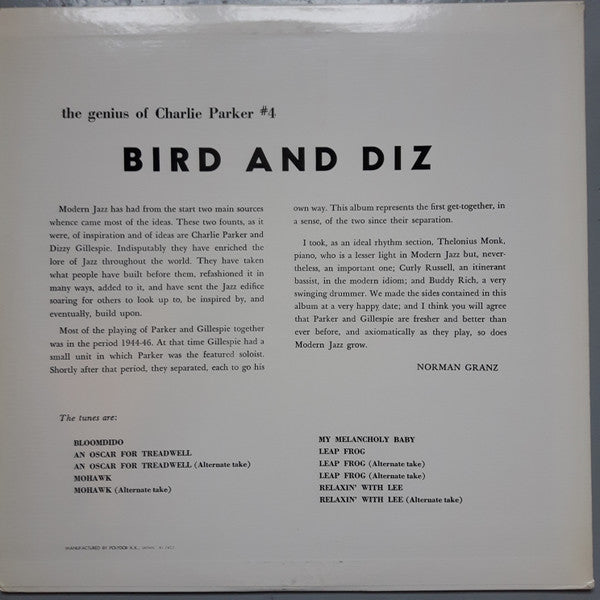 the genius of Charlie Parker #4
BIRD AND DIZ
Modern Jazz has had from the start two main sources
whence came most of the ideas. These two founts, as it
were, of inspiration and of ideas are Charlie Parker and
Dizzy Gillespie. Indisputably they have enriched the
lore of Jazz throughout the world. They have taken
what people have built before them, refashioned it in
many ways, added to it, and have sent the Jazz edifice
soaring for others to look up to, be inspired by, and
eventually, build upon.
Most of the playing of Parker and Gillespie together
was in the period 1944-46. At that time Gillespie had a
small unit in which Parker was the featured soloist.
Shortly after that period, they separated, each to go his
own way. This album represents the first get-together, in
a sense, of the two since their separation.
I took, as an ideal rhythm section, Thelonius Monk,
piano, who is a lesser light in Modern Jazz but, never-
theless, an important one; Curly Russell, an itinerant
bassist, in the modern idiom; and Buddy Rich, a very
swinging drummer. We made the sides contained in this
album at a very happy date; and I think you will agree
that Parker and Gillespie are fresher and better than
ever before, and axiomatically as they play, so does
Modern Jazz grow.
NORMAN GRANZ
The tunes are:
BLOOMDIDO
AN OSCAR FOR TREADWELL
AN OSCAR FOR TREADWELL (Alternate take)
MOHAWK
MOHAWK (Alternate take)
MY MELANCHOLY BABY
LEAP FROG
LEAP FROG (Alternate take)
LEAP FROG (Alternate take)
RELAXIN' WITH LEE
RELAXIN' WITH LEE (Alternate take)
MANUFACTURED BY POLYDOR K.K., JAPAN